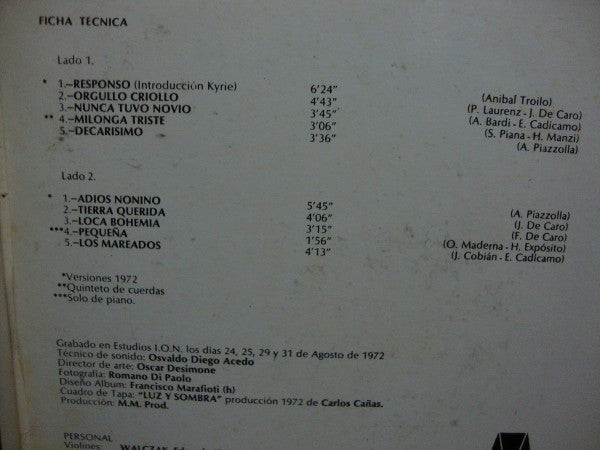 FICHA TECNICA
Lado 1.
* 1.–RESPONSO (Introducción Kyrie) 6'24" (Anibal Troilo)
2.–ORGULLO CRIOLLO 4'43" (P. Laurenz - J. De Caro)
3.–NUNCA TUVO NOVIO 3'45" (A. Bardi - E. Cadicamo)
** 4.–MILONGA TRISTE 3'06" (S. Piana - H. Manzi)
5.–DECARISIMO 3'36" (A. Piazzolla)
Lado 2.
* 1.–ADIOS NONINO 5'45" (A. Piazzolla)
2.–TIERRA QUERIDA 4'06" (J. De Caro)
3.–LOCA BOHEMIA 3'15" (F. De Caro)
***4.–PEQUEÑA 1'56" (O. Maderna - H. Expósito)
5.–LOS MAREADOS 4'13" (J. Cobián - E. Cadícamo)
*Versiones 1972
**Quinteto de cuerdas
***Solo de piano.
Grabado en Estudios I.O.N. los días 24, 25, 29 y 31 de Agosto de 1972
Técnico de sonido: Osvaldo Diego Acedo
Director de arte: Oscar Desimone
Fotografía: Romano Di Paolo
Diseño Album: Francisco Marafioti (h)
Cuadro de Tapa: "LUZ Y SOMBRA" producción 1972 de Carlos Cañas.
Producción: M.M. Prod.
PERSONAL
Violines: WALCZAK